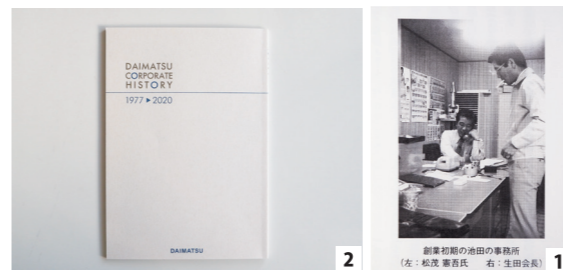 DAIMATSU
CORPORATE
HISTORY
1977 ▶ 2020
DAIMATSU
2
創業初期の池田の事務所
(左：松茂 憲吾氏　右：生田会長)
1